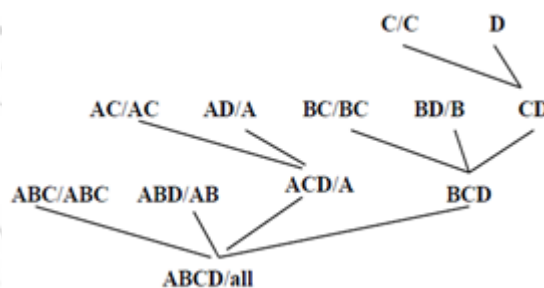 C/C D
AC/AC AD/A BC/BC BD/B CD
ABC/ABC ABD/AB ACD/A BCD
ABCD/all